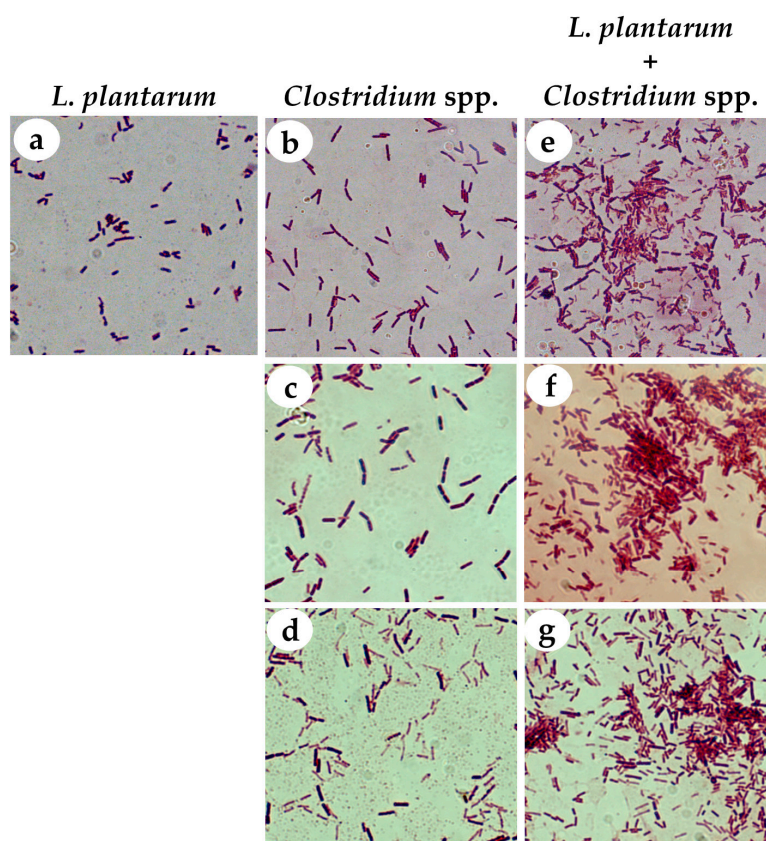 L. plantarum
+
L. plantarum Clostridium spp. Clostridium spp.
a b e
c f
d g